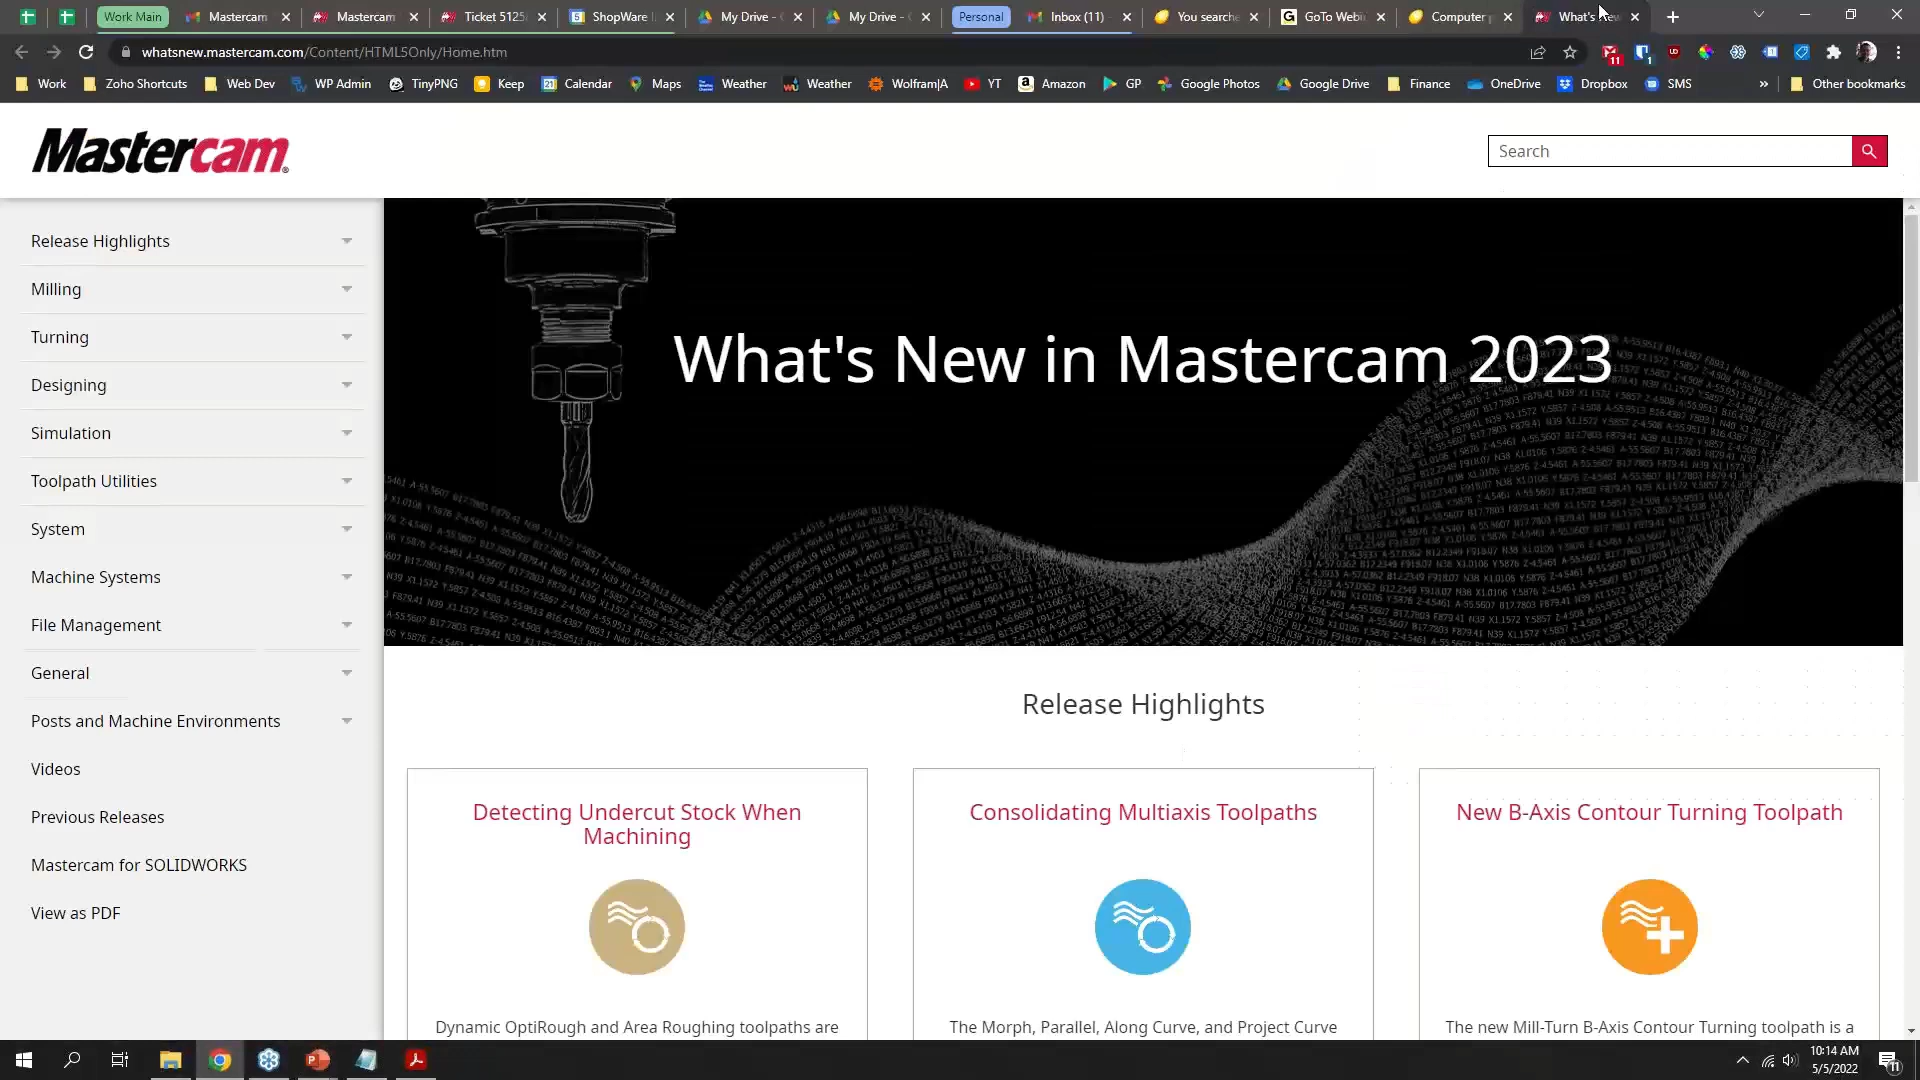 Work Main
Mastercam
Mastercam
Ticket 5125
ShopWare
My Drive -
My Drive -
Personal
Inbox (11)
You searche
GoTo Webi
Computer
What's New
whatsnew.mastercam.com/Content/HTML5Only/Home.htm
11
1
Work
Zoho Shortcuts
Web Dev
WP Admin
TinyPNG
Keep
Calendar
Maps
Weather
Weather
Wolfram|A
YT
Amazon
GP
Google Photos
Google Drive
Finance
OneDrive
Dropbox
SMS
»
Other bookmarks
Mastercam®
Search
Release Highlights
Milling
Turning
Designing
Simulation
Toolpath Utilities
System
Machine Systems
File Management
General
Posts and Machine Environments
Videos
Previous Releases
Mastercam for SOLIDWORKS
View as PDF
What's New in Mastercam 2023
Release Highlights
Detecting Undercut Stock When
Machining
Dynamic OptiRough and Area Roughing toolpaths are
Consolidating Multiaxis Toolpaths
The Morph, Parallel, Along Curve, and Project Curve
New B-Axis Contour Turning Toolpath
The new Mill-Turn B-Axis Contour Turning toolpath is a
10:14 AM
5/5/2022
11